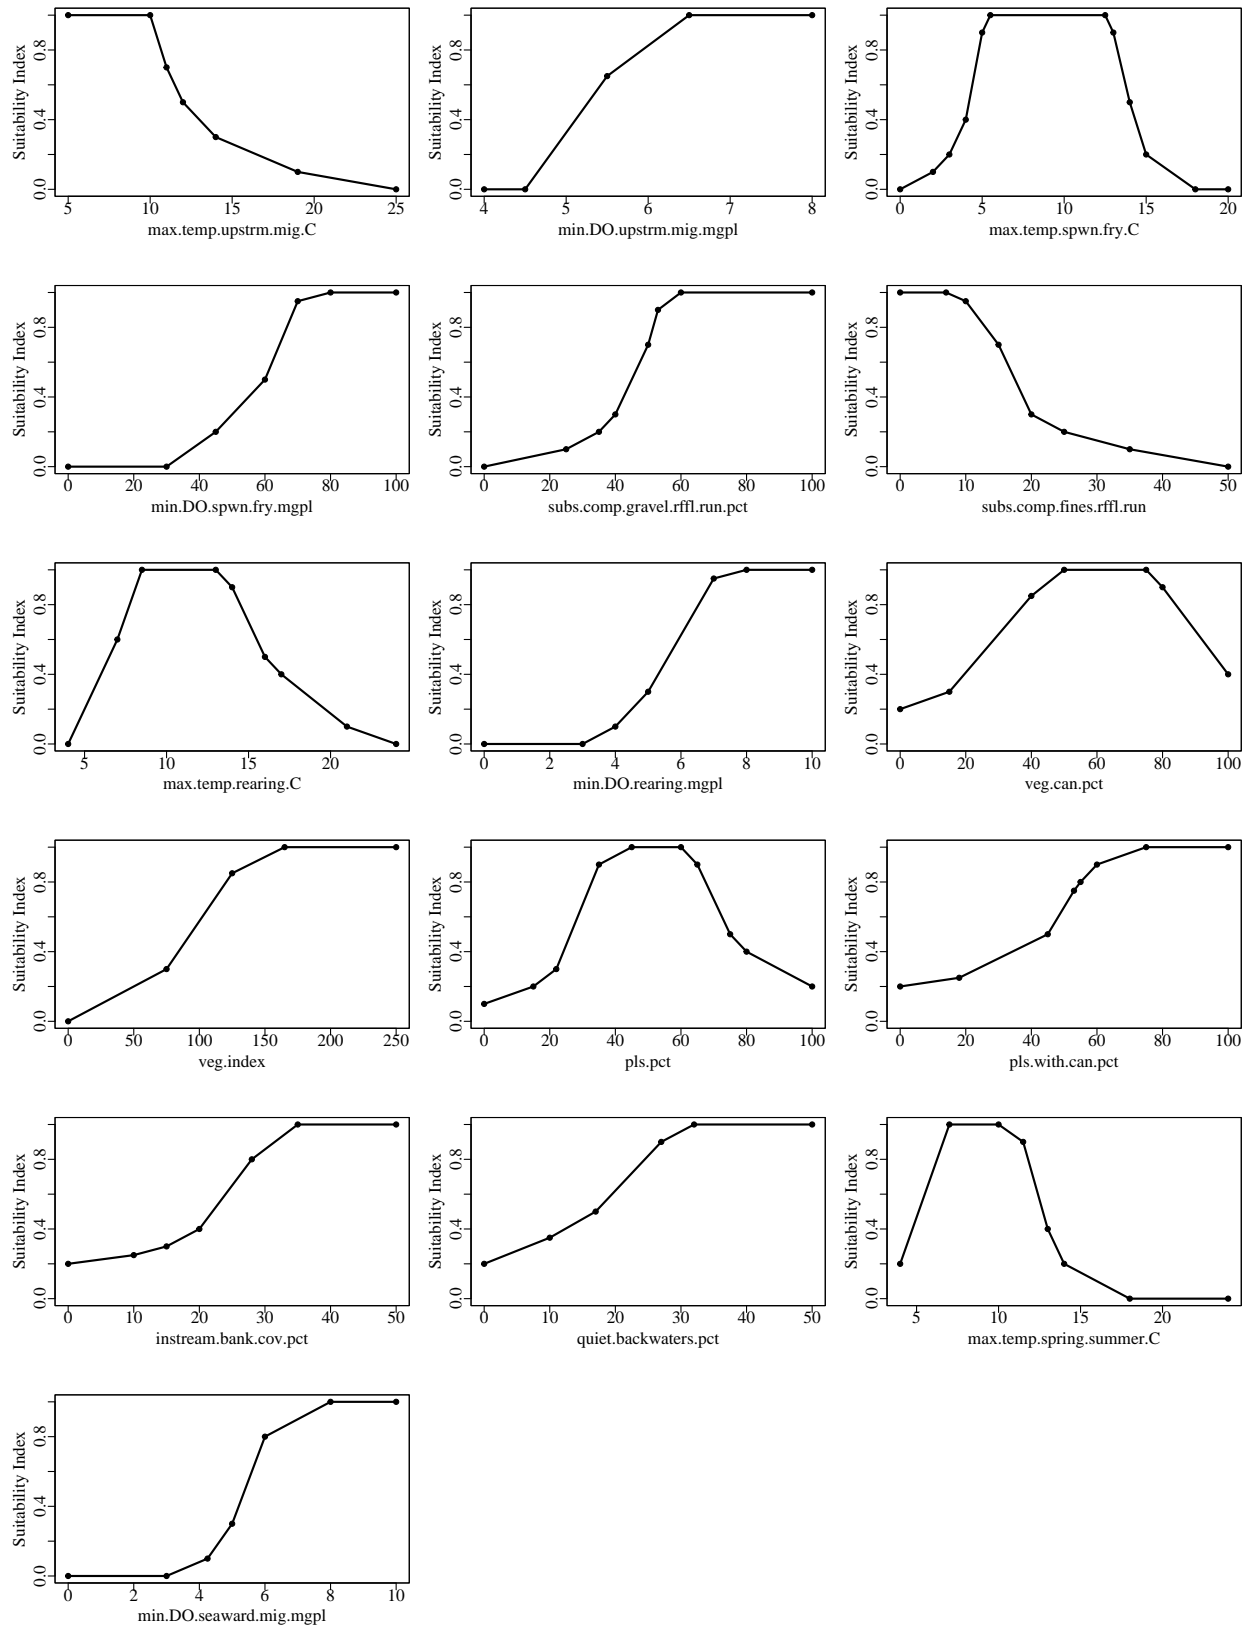 Suitability Index
0.0 0.4 0.8
5 10 15 20 25
max.temp.upstrm.mig.C
Suitability Index
0.0 0.4 0.8
4 5 6 7 8
min.DO.upstrm.mig.mgpl
Suitability Index
0.0 0.4 0.8
0 5 10 15 20
max.temp.spwn.fry.C
Suitability Index
0.0 0.4 0.8
0 20 40 60 80 100
min.DO.spwn.fry.mgpl
Suitability Index
0.0 0.4 0.8
0 20 40 60 80 100
subs.comp.gravel.rffl.run.pct
Suitability Index
0.0 0.4 0.8
0 10 20 30 40 50
subs.comp.fines.rffl.run
Suitability Index
0.0 0.4 0.8
5 10 15 20
max.temp.rearing.C
Suitability Index
0.0 0.4 0.8
0 2 4 6 8 10
min.DO.rearing.mgpl
Suitability Index
0.0 0.4 0.8
0 20 40 60 80 100
veg.can.pct
Suitability Index
0.0 0.4 0.8
0 50 100 150 200 250
veg.index
Suitability Index
0.0 0.4 0.8
0 20 40 60 80 100
pls.pct
Suitability Index
0.0 0.4 0.8
0 20 40 60 80 100
pls.with.can.pct
Suitability Index
0.0 0.4 0.8
0 10 20 30 40 50
instream.bank.cov.pct
Suitability Index
0.0 0.4 0.8
0 10 20 30 40 50
quiet.backwaters.pct
Suitability Index
0.0 0.4 0.8
5 10 15 20
max.temp.spring.summer.C
Suitability Index
0.0 0.4 0.8
0 2 4 6 8 10
min.DO.seaward.mig.mgpl